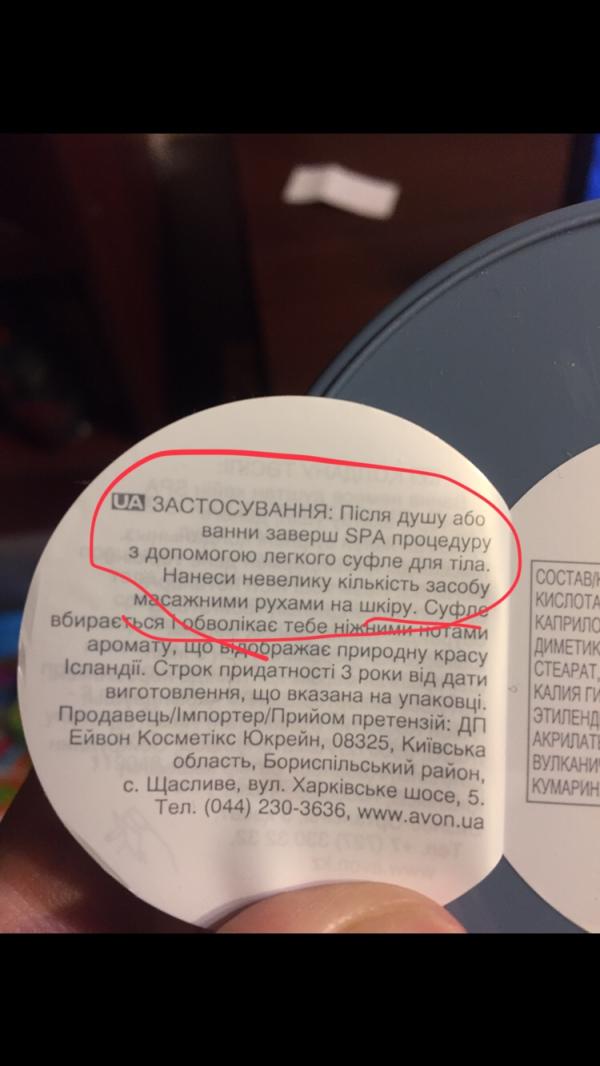 UA ЗАСТОСУВАННЯ: Після душу або
ванни заверш SPA процедуру
з допомогою легкого суфле для тіла.
Нанеси невелику кількість засобу
масажними рухами на шкіру. Суфле
вбирається і обволікає тебе ніжними нотами
аромату, що відображає природну красу
Ісландії. Строк придатності 3 роки від дати
виготовлення, що вказана на упаковці.
Продавець/Імпортер/Прийом претензій: ДП
Ейвон Косметікс Юкрейн, 08325, Київська
область, Бориспільський район,
с. Щасливе, вул. Харківське шосе, 5.
Тел. (044) 230-3636, www.avon.ua
СОСТАВ/
КИСЛОТА
КАПРИЛО
ДИМЕТИК
СТЕАРАТ,
КАЛИЯ ГИ
ЭТИЛЕНД
АКРИЛАТ
ВУЛКАНИ
КУМАРИН